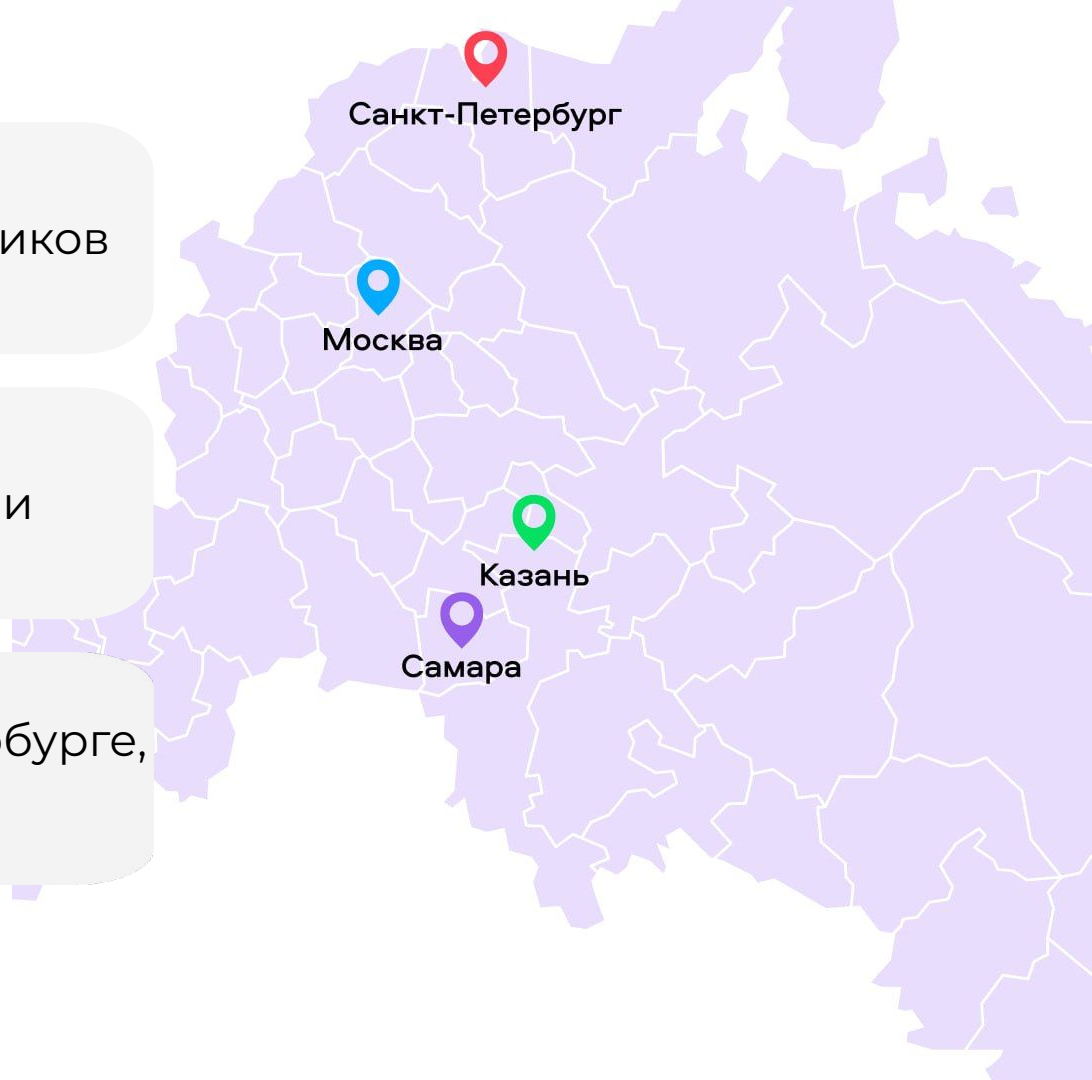 Санкт-Петербург
иков
Москва
и
Казань
Самара
бурге,